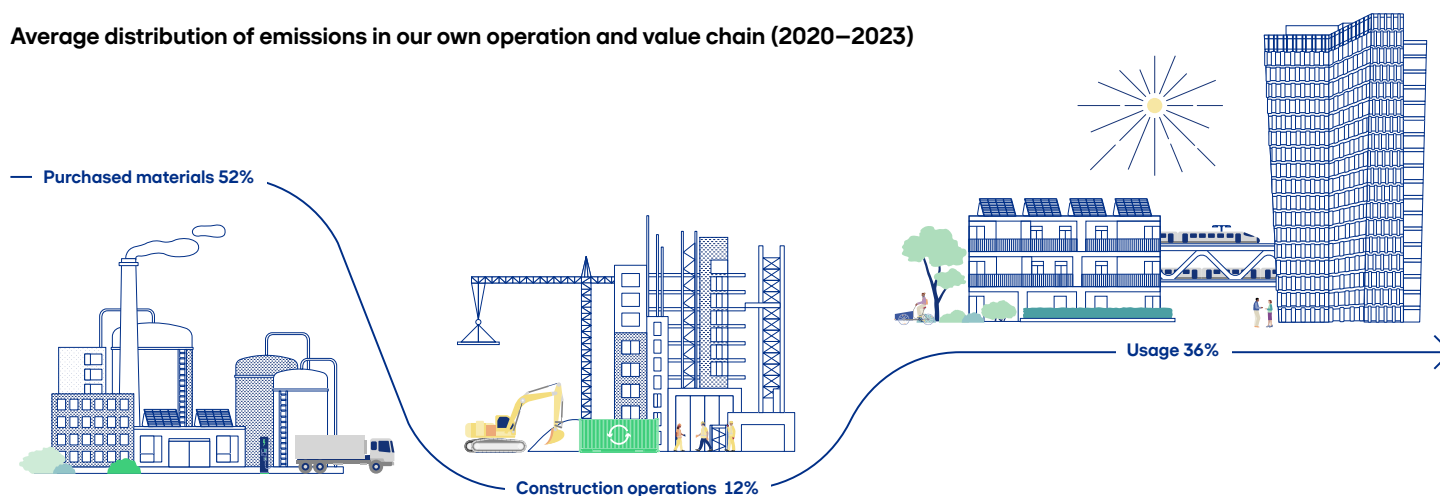 Average distribution of emissions in our own operation and value chain (2020–2023)
Purchased materials 52%
Construction operations 12%
Usage 36%